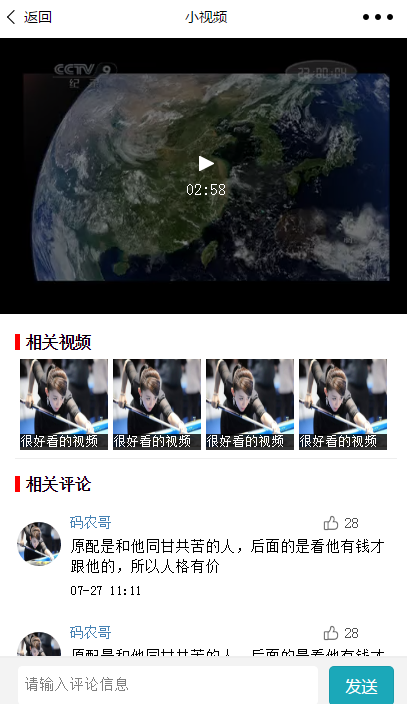 返回
小视频
CCTV 9
纪
23:00:04
02:58
相关视频
很好看的视频
很好看的视频
很好看的视频
很好看的视频
相关评论
码农哥
28
原配是和他同甘共苦的人，后面的是看他有钱才
跟他的，所以人格有价
07-27 11:11
码农哥
28
原配是和他同甘共苦的人，后面的是看他有钱才
请输入评论信息
发送